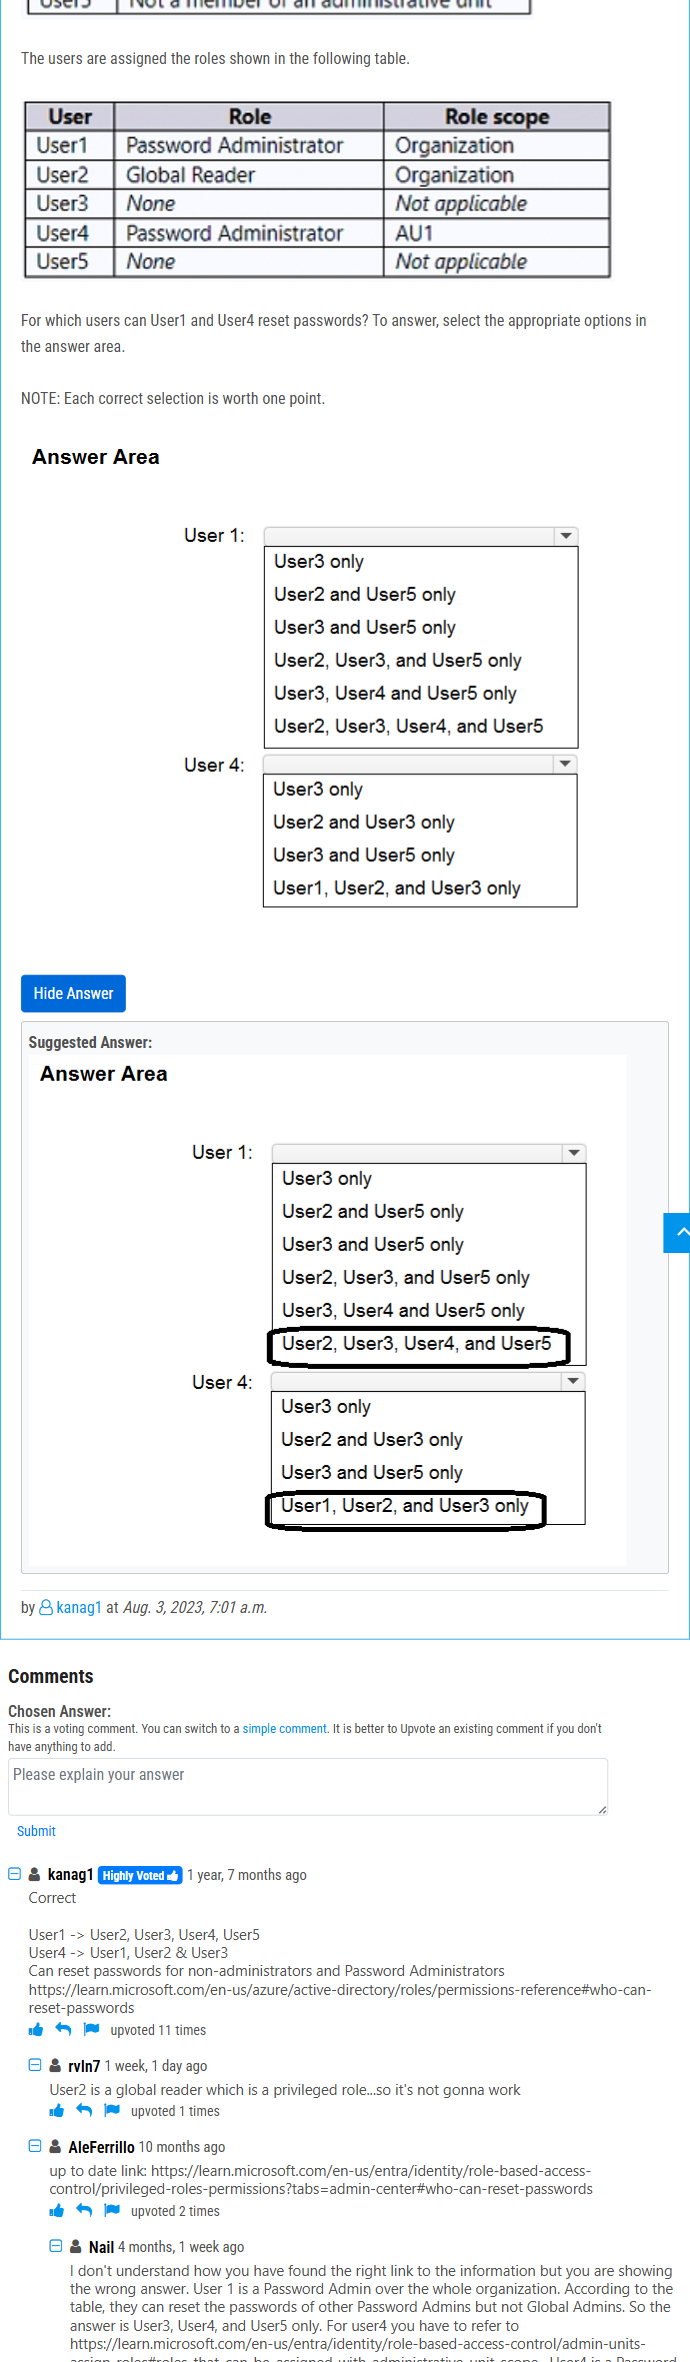 User5 Not a member of an administrative unit
The users are assigned the roles shown in the following table.
User Role Role scope
User1 Password Administrator Organization
User2 Global Reader Organization
User3 None Not applicable
User4 Password Administrator AU1
User5 None Not applicable
For which users can User1 and User4 reset passwords? To answer, select the appropriate options in
the answer area.
NOTE: Each correct selection is worth one point.
Answer Area
User 1:
User3 only
User2 and User5 only
User3 and User5 only
User2, User3, and User5 only
User3, User4 and User5 only
User2, User3, User4, and User5
User 4:
User3 only
User2 and User3 only
User3 and User5 only
User1, User2, and User3 only
Hide Answer
Suggested Answer:
Answer Area
User 1:
User3 only
User2 and User5 only
User3 and User5 only
User2, User3, and User5 only
User3, User4 and User5 only
User2, User3, User4, and User5
User 4:
User3 only
User2 and User3 only
User3 and User5 only
User1, User2, and User3 only
by kanag1 at Aug. 3, 2023, 7:01 a.m.
Comments
Chosen Answer:
This is a voting comment. You can switch to a simple comment. It is better to Upvote an existing comment if you don't
have anything to add.
Please explain your answer
Submit
kanag1 Highly Voted 1 year, 7 months ago
Correct
User1 -> User2, User3, User4, User5
User4 -> User1, User2 & User3
Can reset passwords for non-administrators and Password Administrators
https://learn.microsoft.com/en-us/azure/active-directory/roles/permissions-reference#who-can-
reset-passwords
upvoted 11 times
rvln7 1 week, 1 day ago
User2 is a global reader which is a privileged role...so it's not gonna work
upvoted 1 times
AleFerrillo 10 months ago
up to date link: https://learn.microsoft.com/en-us/entra/identity/role-based-access-
control/privileged-roles-permissions?tabs=admin-center#who-can-reset-passwords
upvoted 2 times
Nail 4 months, 1 week ago
I don't understand how you have found the right link to the information but you are showing
the wrong answer. User 1 is a Password Admin over the whole organization. According to the
table, they can reset the passwords of other Password Admins but not Global Admins. So the
answer is User3, User4, and User5 only. For user4 you have to refer to
https://learn.microsoft.com/en-us/entra/identity/role-based-access-control/admin-units-
assign-roles#roles-that-can-be-assigned-with-administrative-unit-scope. User4 is a Password